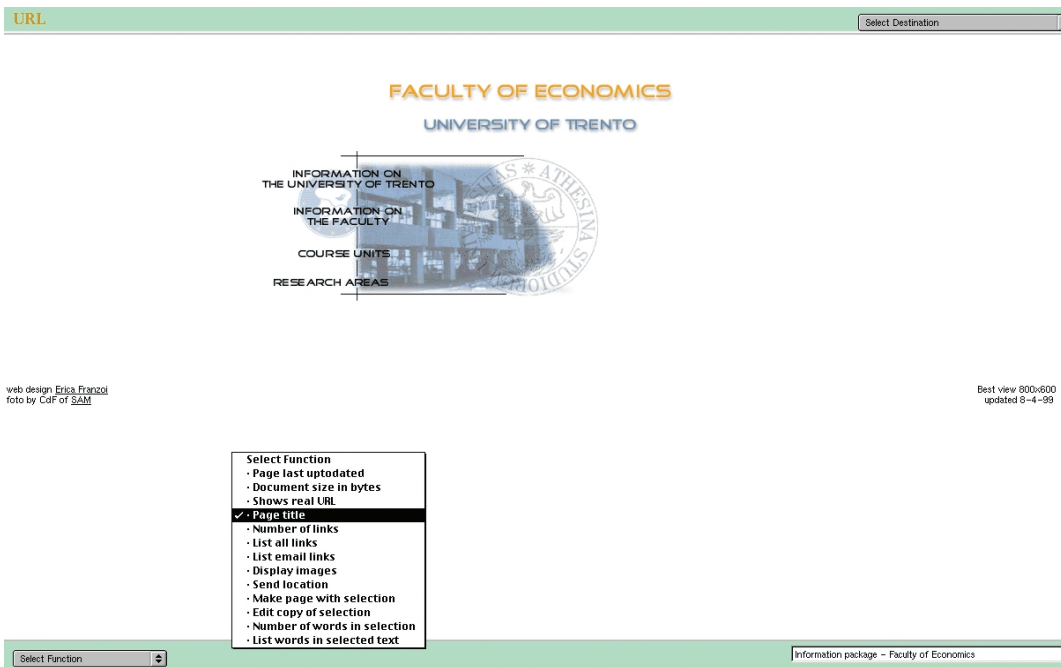 URL
Select Destination
FACULTY OF ECONOMICS
UNIVERSITY OF TRENTO
INFORMATION ON
THE UNIVERSITY OF TRENTO
INFORMATION ON
THE FACULTY
COURSE UNITS
RESEARCH AREAS
AS * ATHESINA STUDIOR
web design Erica Franzoi
foto by CdF of SAM
Best view 800x600
updated 8-4-99
Select Function
· Page last uptodated
· Document size in bytes
· Shows real URL
✓ · Page title
· Number of links
· List all links
· List email links
· Display images
· Send location
· Make page with selection
· Edit copy of selection
· Number of words in selection
· List words in selected text
Select Function
Information package - Faculty of Economics